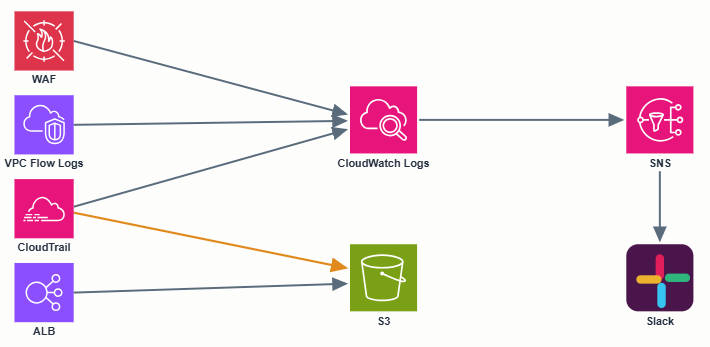 WAF
VPC Flow Logs
CloudTrail
ALB
CloudWatch Logs
S3
SNS
Slack